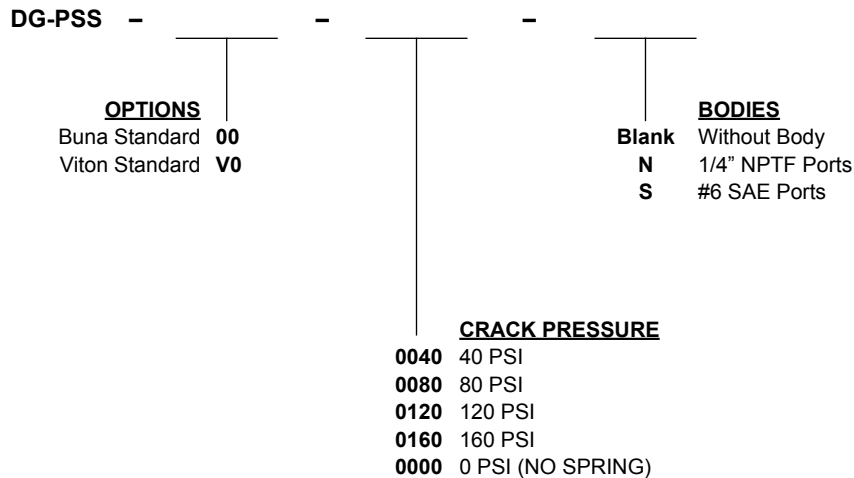 DG-PSS – – –
OPTIONS
Buna Standard 00
Viton Standard V0
BODIES
Blank Without Body
N 1/4” NPTF Ports
S #6 SAE Ports
CRACK PRESSURE
0040 40 PSI
0080 80 PSI
0120 120 PSI
0160 160 PSI
0000 0 PSI (NO SPRING)